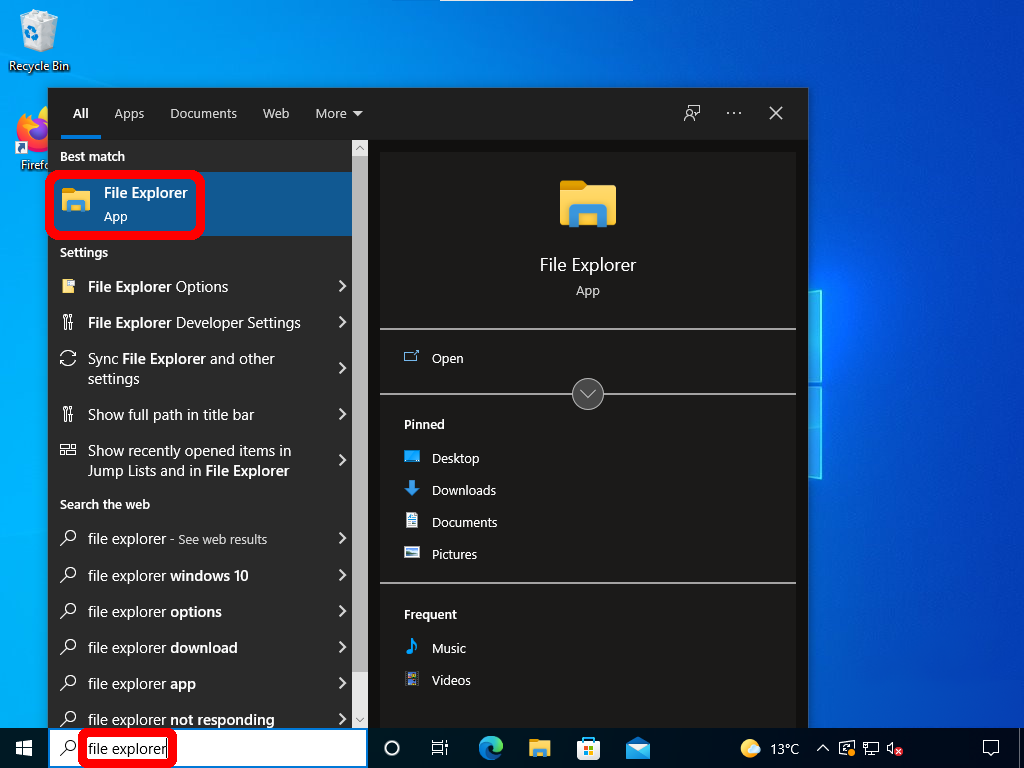 Recycle Bin
Firefo
All Apps Documents Web More
Best match
File Explorer
App
Settings
File Explorer Options
File Explorer Developer Settings
Sync File Explorer and other
settings
Show full path in title bar
Show recently opened items in
Jump Lists and in File Explorer
Search the web
file explorer - See web results
file explorer windows 10
file explorer options
file explorer download
file explorer app
file explorer not responding
File Explorer
App
Open
Pinned
Desktop
Downloads
Documents
Pictures
Frequent
Music
Videos
file explorer
13°C